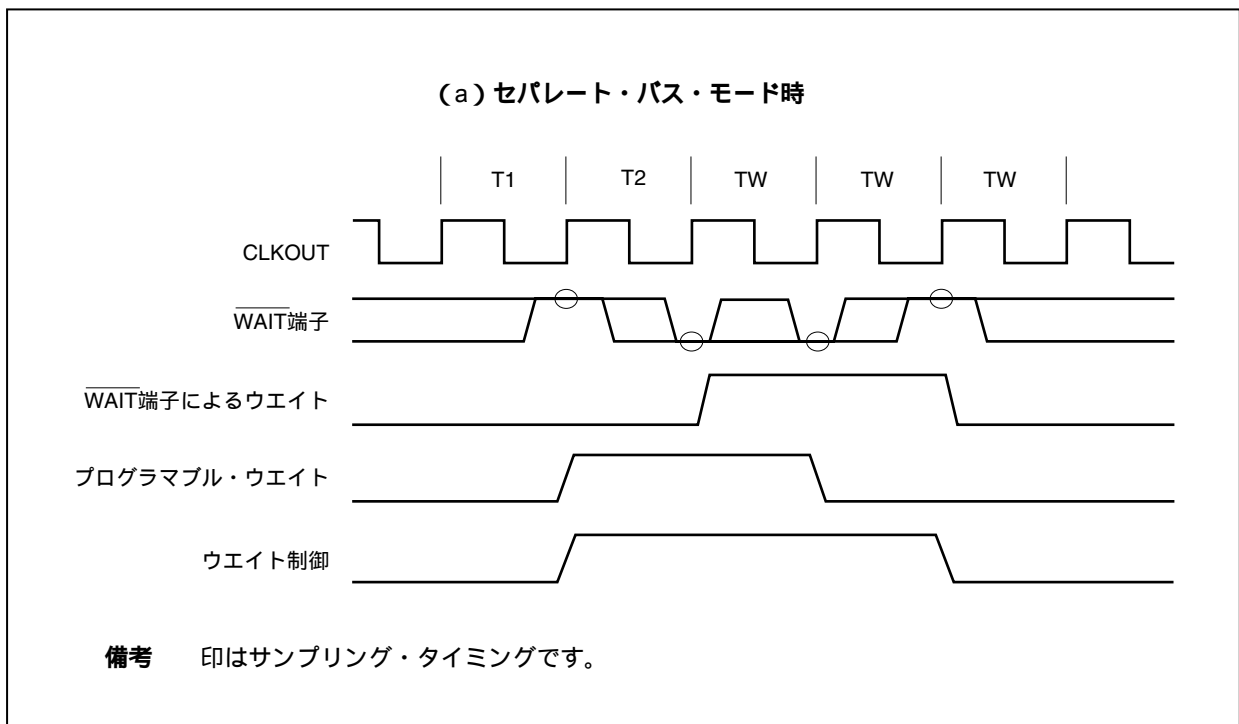 （a）セパレート・バス・モード時
T1 T2 TW TW TW
CLKOUT
WAIT端子
WAIT端子によるウエイト
プログラマブル・ウエイト
ウエイト制御
備考 印はサンプリング・タイミングです。